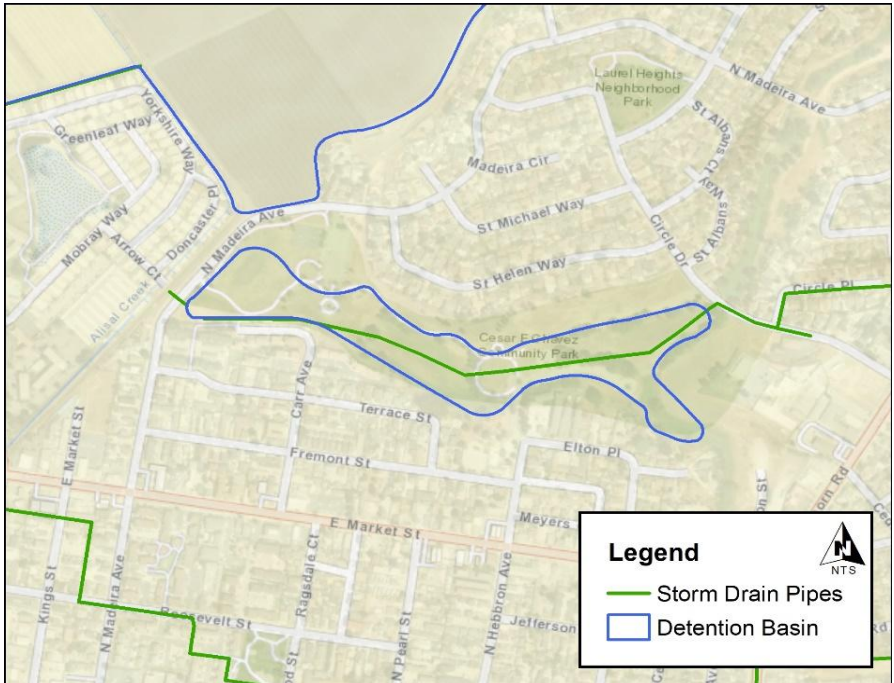 Laurel Heights
Neighborhood
Park
N Madeira Ave
St Albans Ct
Yorkshire Way
Greenleaf Way
Madeira Cir
Doncaster Pl
Mobray Way
Arrow Ct
N Madeira Ave
St Michael Way
Circle Dr
St Albans
Way
St Helen Way
Circle Pl
Alisal Creek
Cesar E Chavez
Community Park
Carr Ave
Terrace St
E Market St
Fremont St
Elton Pl
Meyers
E Market St
Ragsdale Ct
N Hebbron Ave
Kings St
N Madeira Ave
Roosevelt St
N Pearl St
Jefferson
Legend
N
NTS
Storm Drain Pipes
Detention Basin